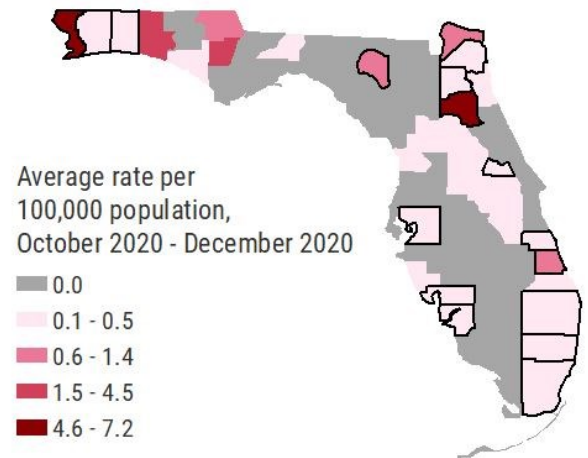 Average rate per
100,000 population,
October 2020 - December 2020
0.0
0.1 - 0.5
0.6 - 1.4
1.5 - 4.5
4.6 - 7.2